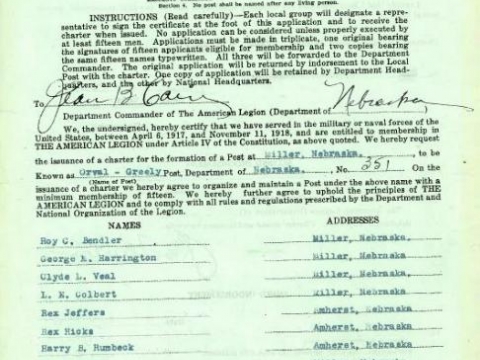 Section 4. No post shall be named after any living person.
INSTRUCTIONS (Read carefully)—Each local group will designate a repre-
sentative to sign the certificate at the foot of this application and to receive the
charter when issued. No application can be considered unless properly executed by
at least fifteen men. Applications must be made in triplicate, one original bearing
the signatures of fifteen applicants eligible for membership and two copies bearing
the same fifteen names typewritten. All three will be forwarded to the Department
Commander. The original application will be returned by indorsement to the Local
Post with the charter. One copy of application will be retained by Department Head-
quarters, and the other by National Headquarters.
To Jean B Cain Nebraska
Department Commander of The American Legion (Department of
We, the undersigned, hereby certify that we have served in the military or naval forces of the
United States, between April 6, 1917, and November 11, 1918, and are entitled to membership in
THE AMERICAN LEGION under Article IV of the Constitution, as above quoted. We hereby request
the issuance of a charter for the formation of a Post at Miller, Nebraska, to be
Known as Orval - Greely Post, Department of Nebraska, No. 351 On the
(Name of Post)
issuance of a charter we hereby agree to organize and maintain a Post under the above name with a
minimum membership of fifteen. We hereby further agree to uphold the principles of THE
AMERICAN LEGION and to comply with all rules and regulations prescribed by the Department and
National Organization of the Legion.
NAMES ADDRESSES
Roy C. Bendler Miller, Nebraska.
George E. Harrington Miller, Nebraska.
Clyde L. Veal Miller, Nebraska.
L. E. Colbert Miller, Nebraska.
Rex Jeffers Amherst, Nebraska
Rex Hicks Amherst, Nebraska
Harry B. Rumbeck Amherst, Nebraska